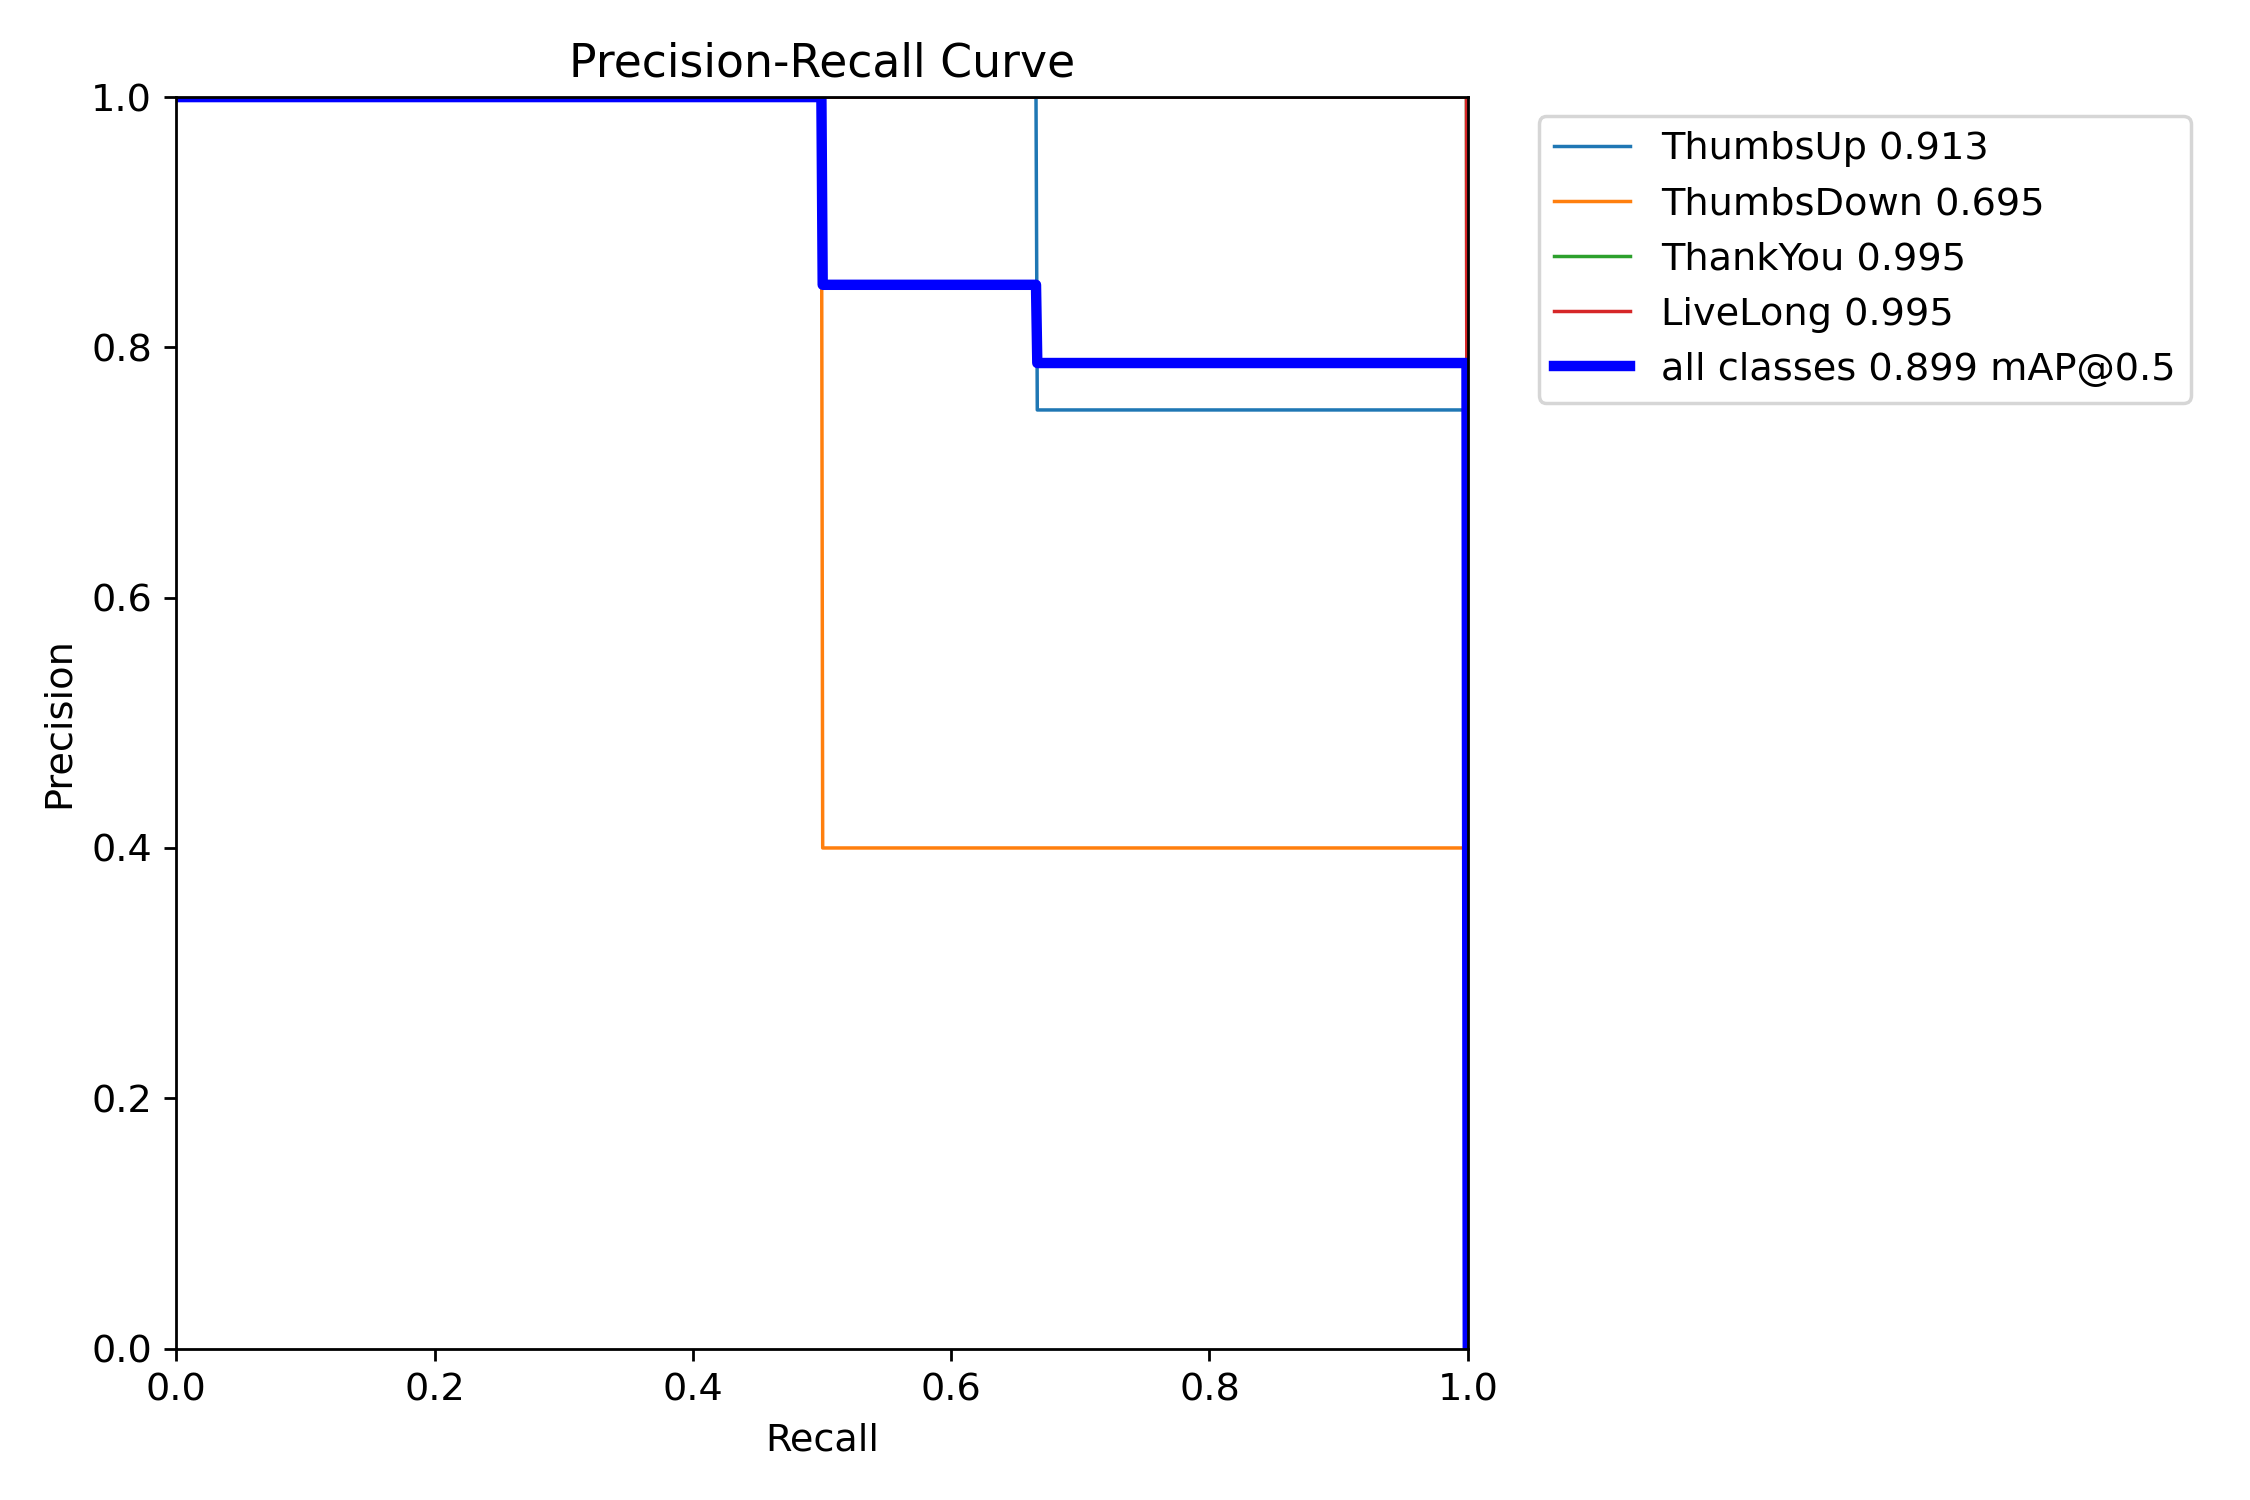 Precision-Recall Curve
1.0
0.8
0.6
0.4
0.2
0.0
Precision
0.0 0.2 0.4 0.6 0.8 1.0
Recall
ThumbsUp 0.913
ThumbsDown 0.695
ThankYou 0.995
LiveLong 0.995
all classes 0.899 mAP@0.5